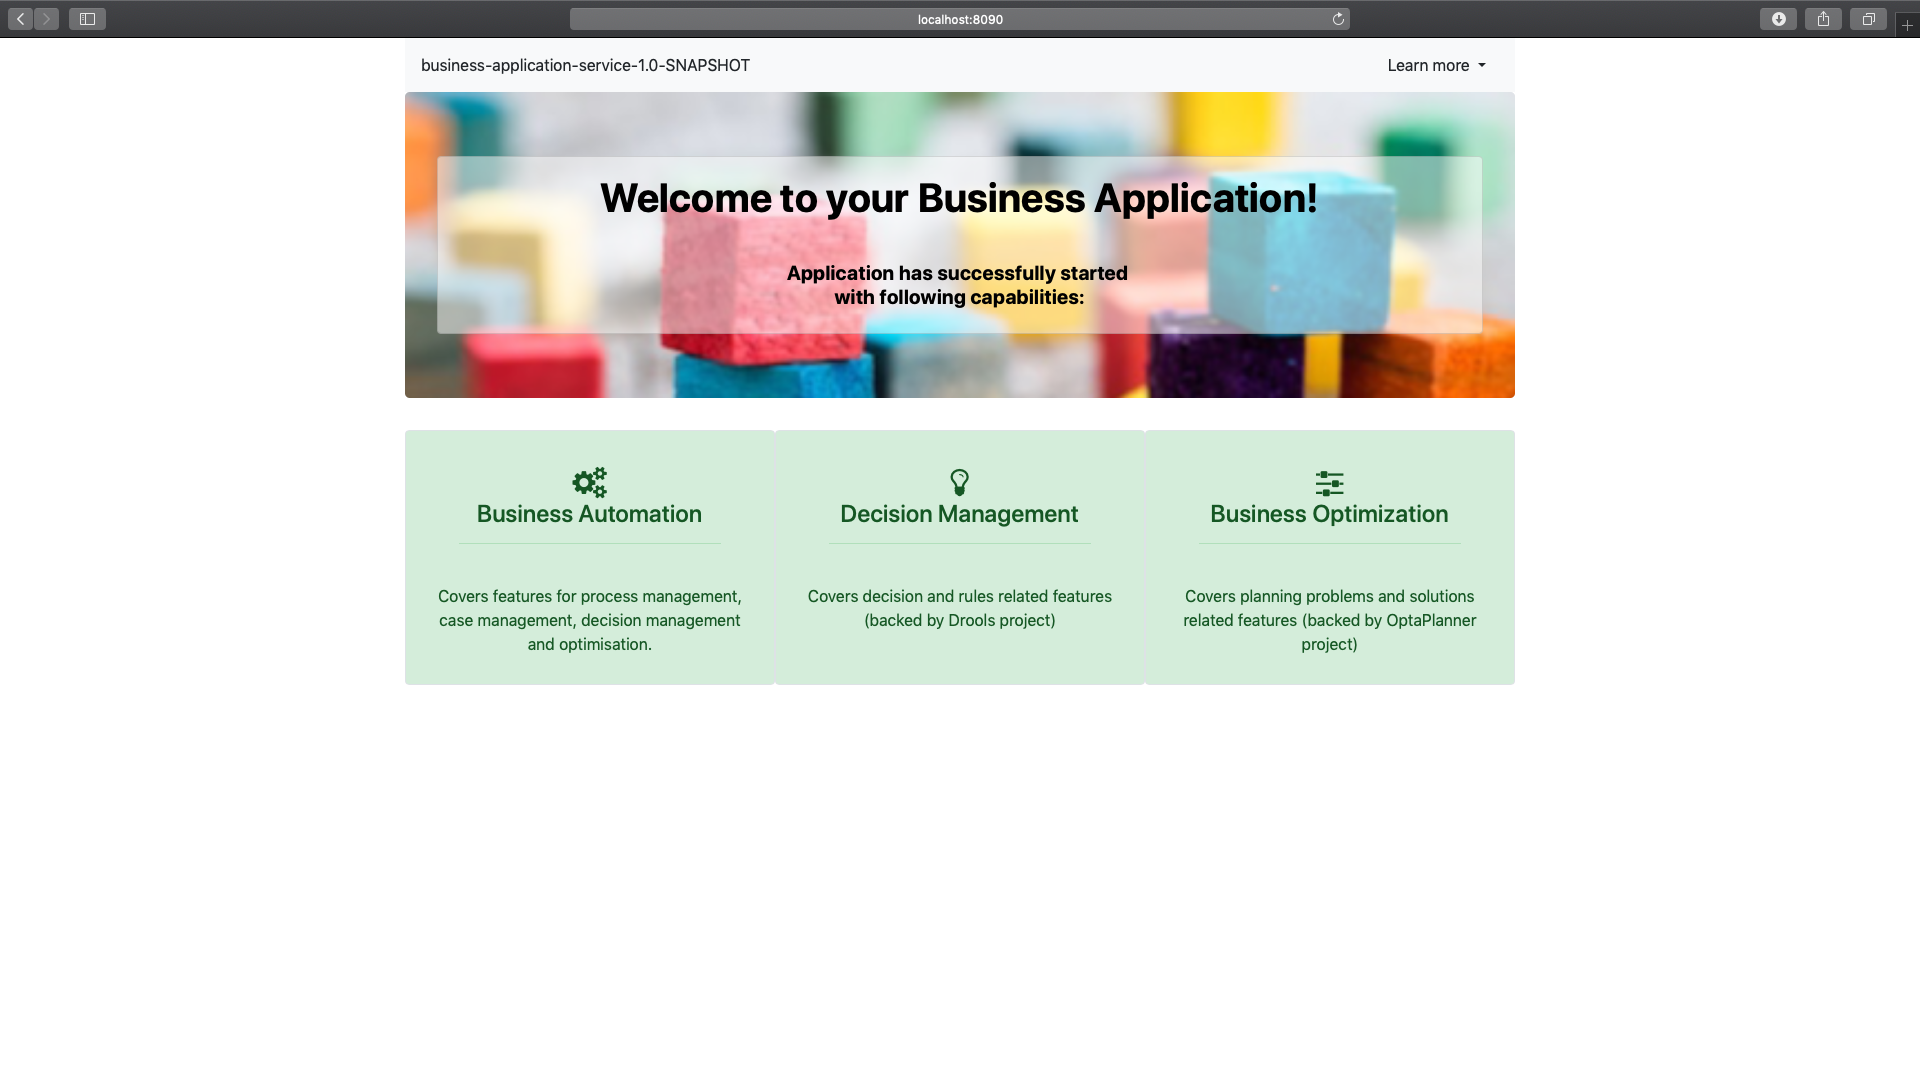 localhost:8090
business-application-service-1.0-SNAPSHOT
Learn more
Welcome to your Business Application!
Application has successfully started
with following capabilities:
Business Automation
Covers features for process management,
case management, decision management
and optimisation.
Decision Management
Covers decision and rules related features
(backed by Drools project)
Business Optimization
Covers planning problems and solutions
related features (backed by OptaPlanner
project)